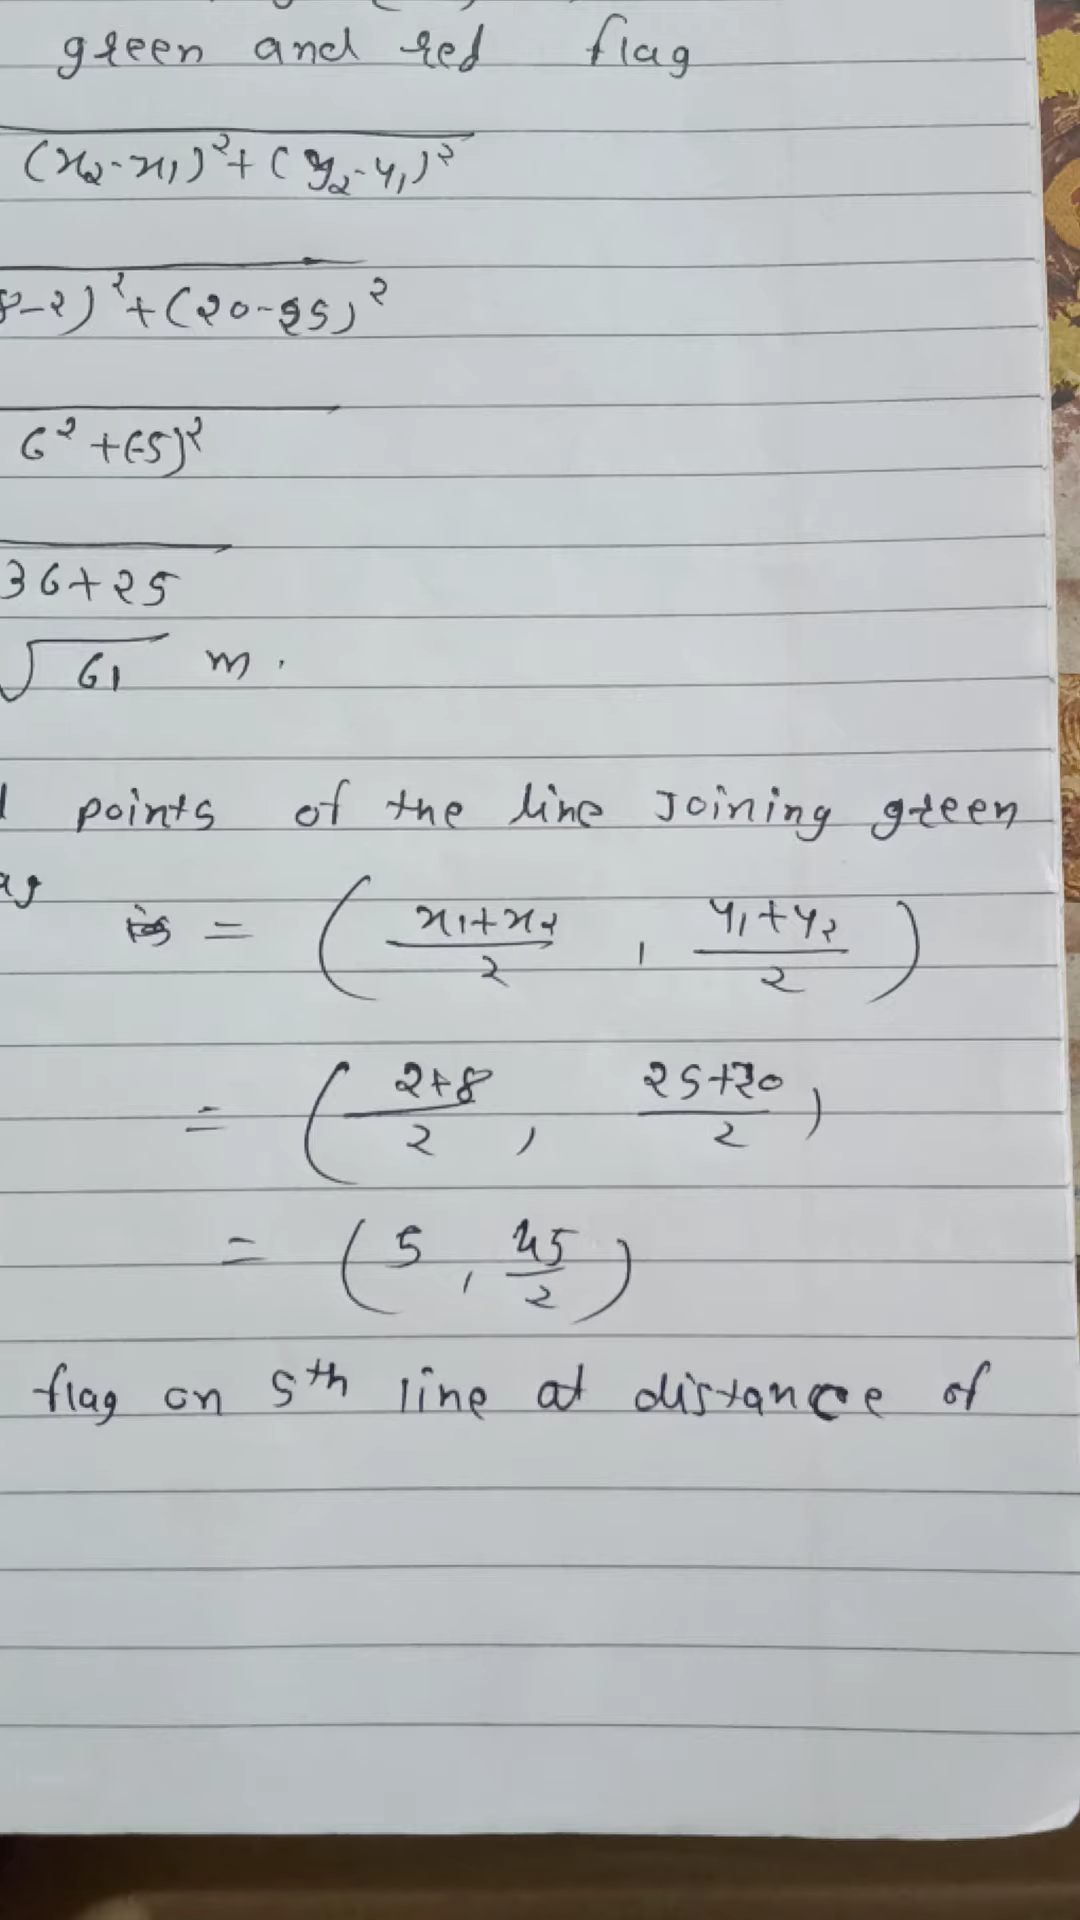 green and red flag
(x₂-x₁)²+(y₂-y₁)²
-2)²+(20-25)²
6²+(-5)²
36+25
√61 m.
points of the line Joining green
= (x₁+x₂/2, y₁+y₂/2)
= (2+8/2, 25+20/2)
= (5, 45/2)
flag on 5th line at distance of